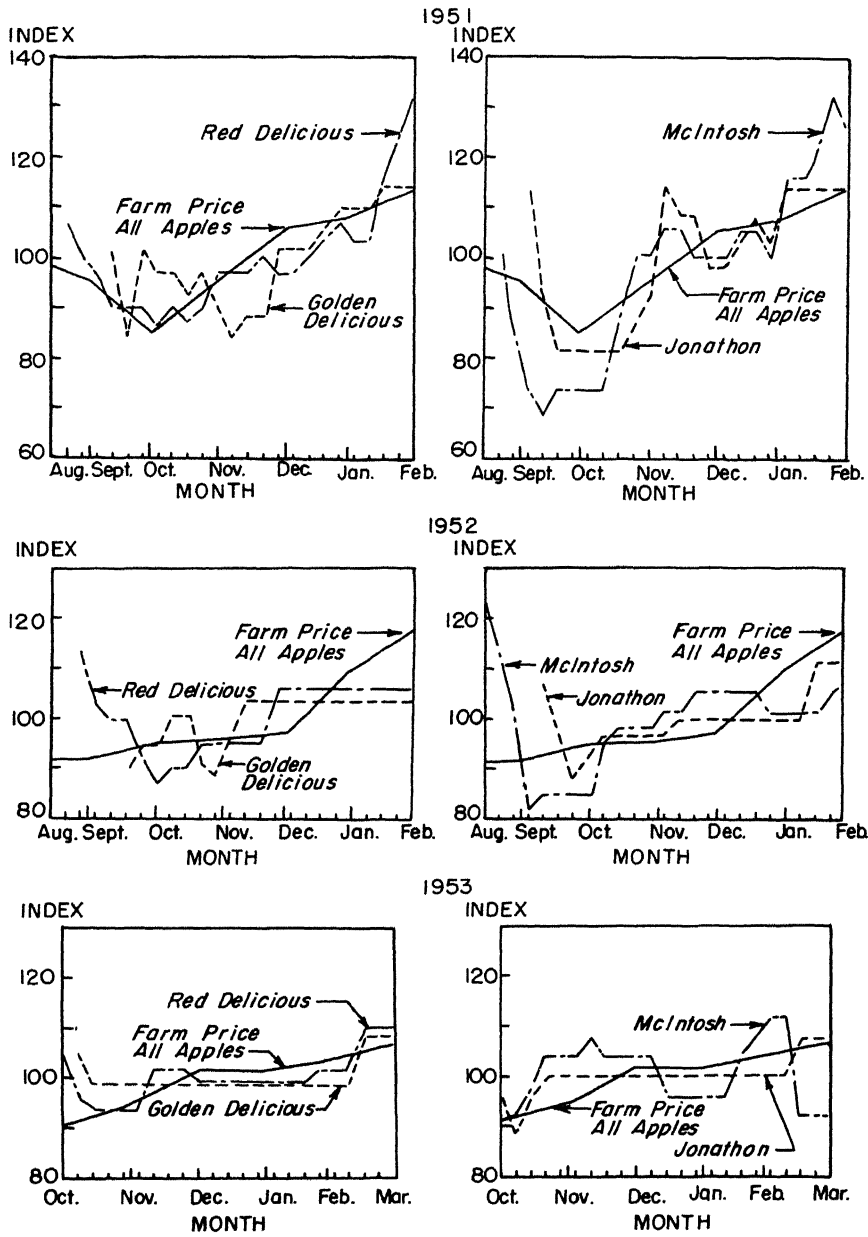 1951
INDEX
140
120
100
80
60
Red Delicious
Farm Price
All Apples
Golden
Delicious
Aug. Sept. Oct. Nov. Dec. Jan. Feb.
MONTH
INDEX
140
120
100
80
60
McIntosh
Farm Price
All Apples
Jonathon
Aug. Sept. Oct. Nov. Dec. Jan. Feb.
MONTH
1952
INDEX
120
100
80
Farm Price
All Apples
Red Delicious
Golden
Delicious
Aug. Sept. Oct. Nov. Dec. Jan. Feb.
MONTH
INDEX
120
100
80
Farm Price
All Apples
McIntosh
Jonathon
Aug. Sept. Oct. Nov. Dec. Jan. Feb.
MONTH
1953
INDEX
120
100
80
Red Delicious
Farm Price
All Apples
Golden Delicious
Oct. Nov. Dec. Jan. Feb. Mar.
MONTH
INDEX
120
100
80
McIntosh
Farm Price
All Apples
Jonathon
Oct. Nov. Dec. Jan. Feb. Mar.
MONTH